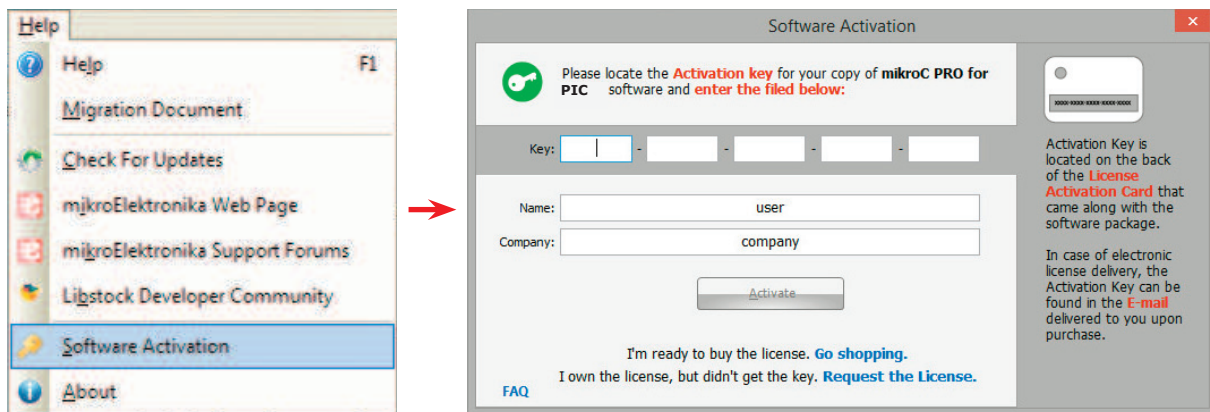 Help
Help F1
Migration Document
Check For Updates
mikroElektronika Web Page
mikroElektronika Support Forums
Libstock Developer Community
Software Activation
About
Software Activation
Please locate the Activation key for your copy of mikroC PRO for
PIC software and enter the filed below:
Key: - - - -
Name: user
Company: company
Activate
I'm ready to buy the license. Go shopping.
I own the license, but didn't get the key. Request the License.
FAQ
XXXX-XXXX-XXXX-XXXX-XXXX
Activation Key is
located on the back
of the License
Activation Card that
came along with the
software package.
In case of electronic
license delivery, the
Activation Key can be
found in the E-mail
delivered to you upon
purchase.